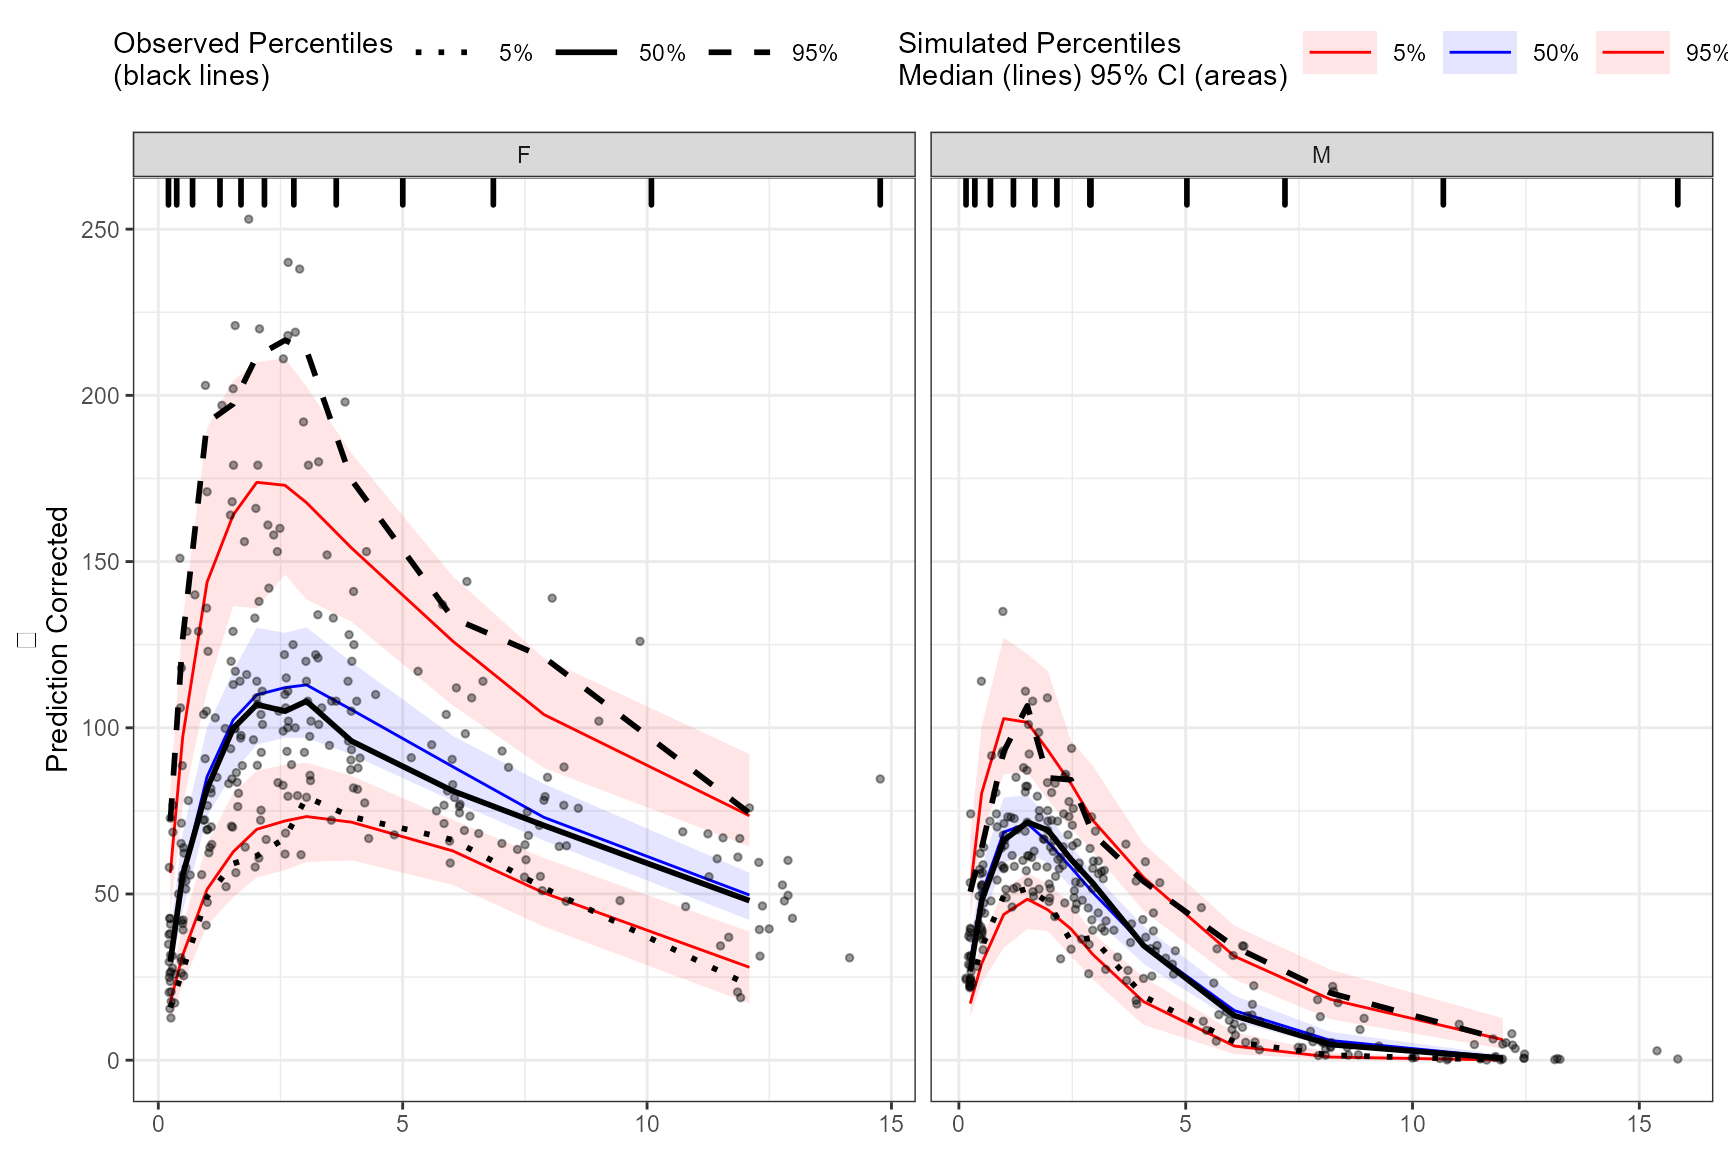 Observed Percentiles
(black lines)
5%
50%
95%
Simulated Percentiles
Median (lines) 95% CI (areas)
5%
50%
95%
F
M
Prediction Corrected
250
200
150
100
50
0
0
5
10
15
0
5
10
15